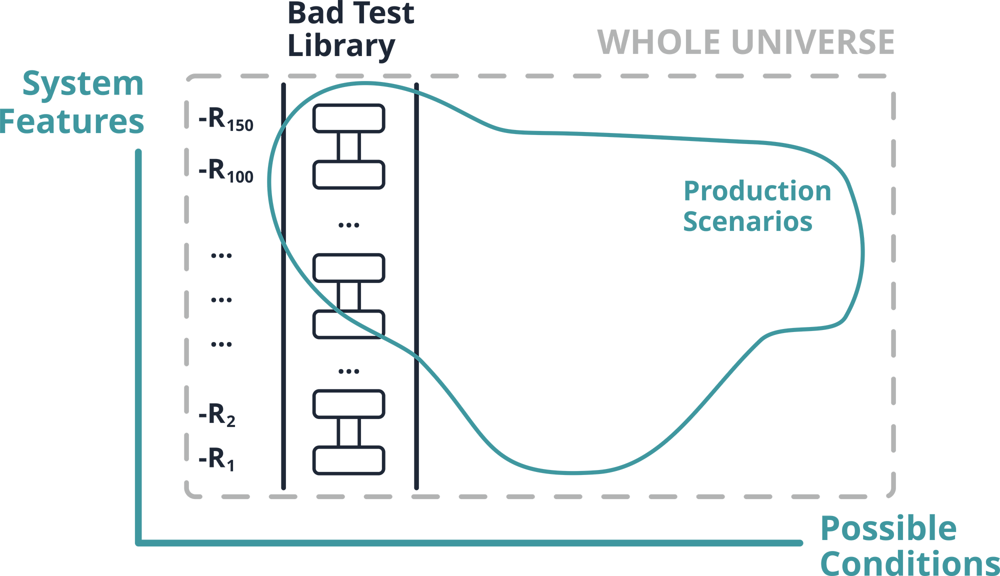 Bad Test
Library
WHOLE UNIVERSE
System
Features
-R150
-R100
...
...
...
...
...
-R2
-R1
Production
Scenarios
Possible
Conditions